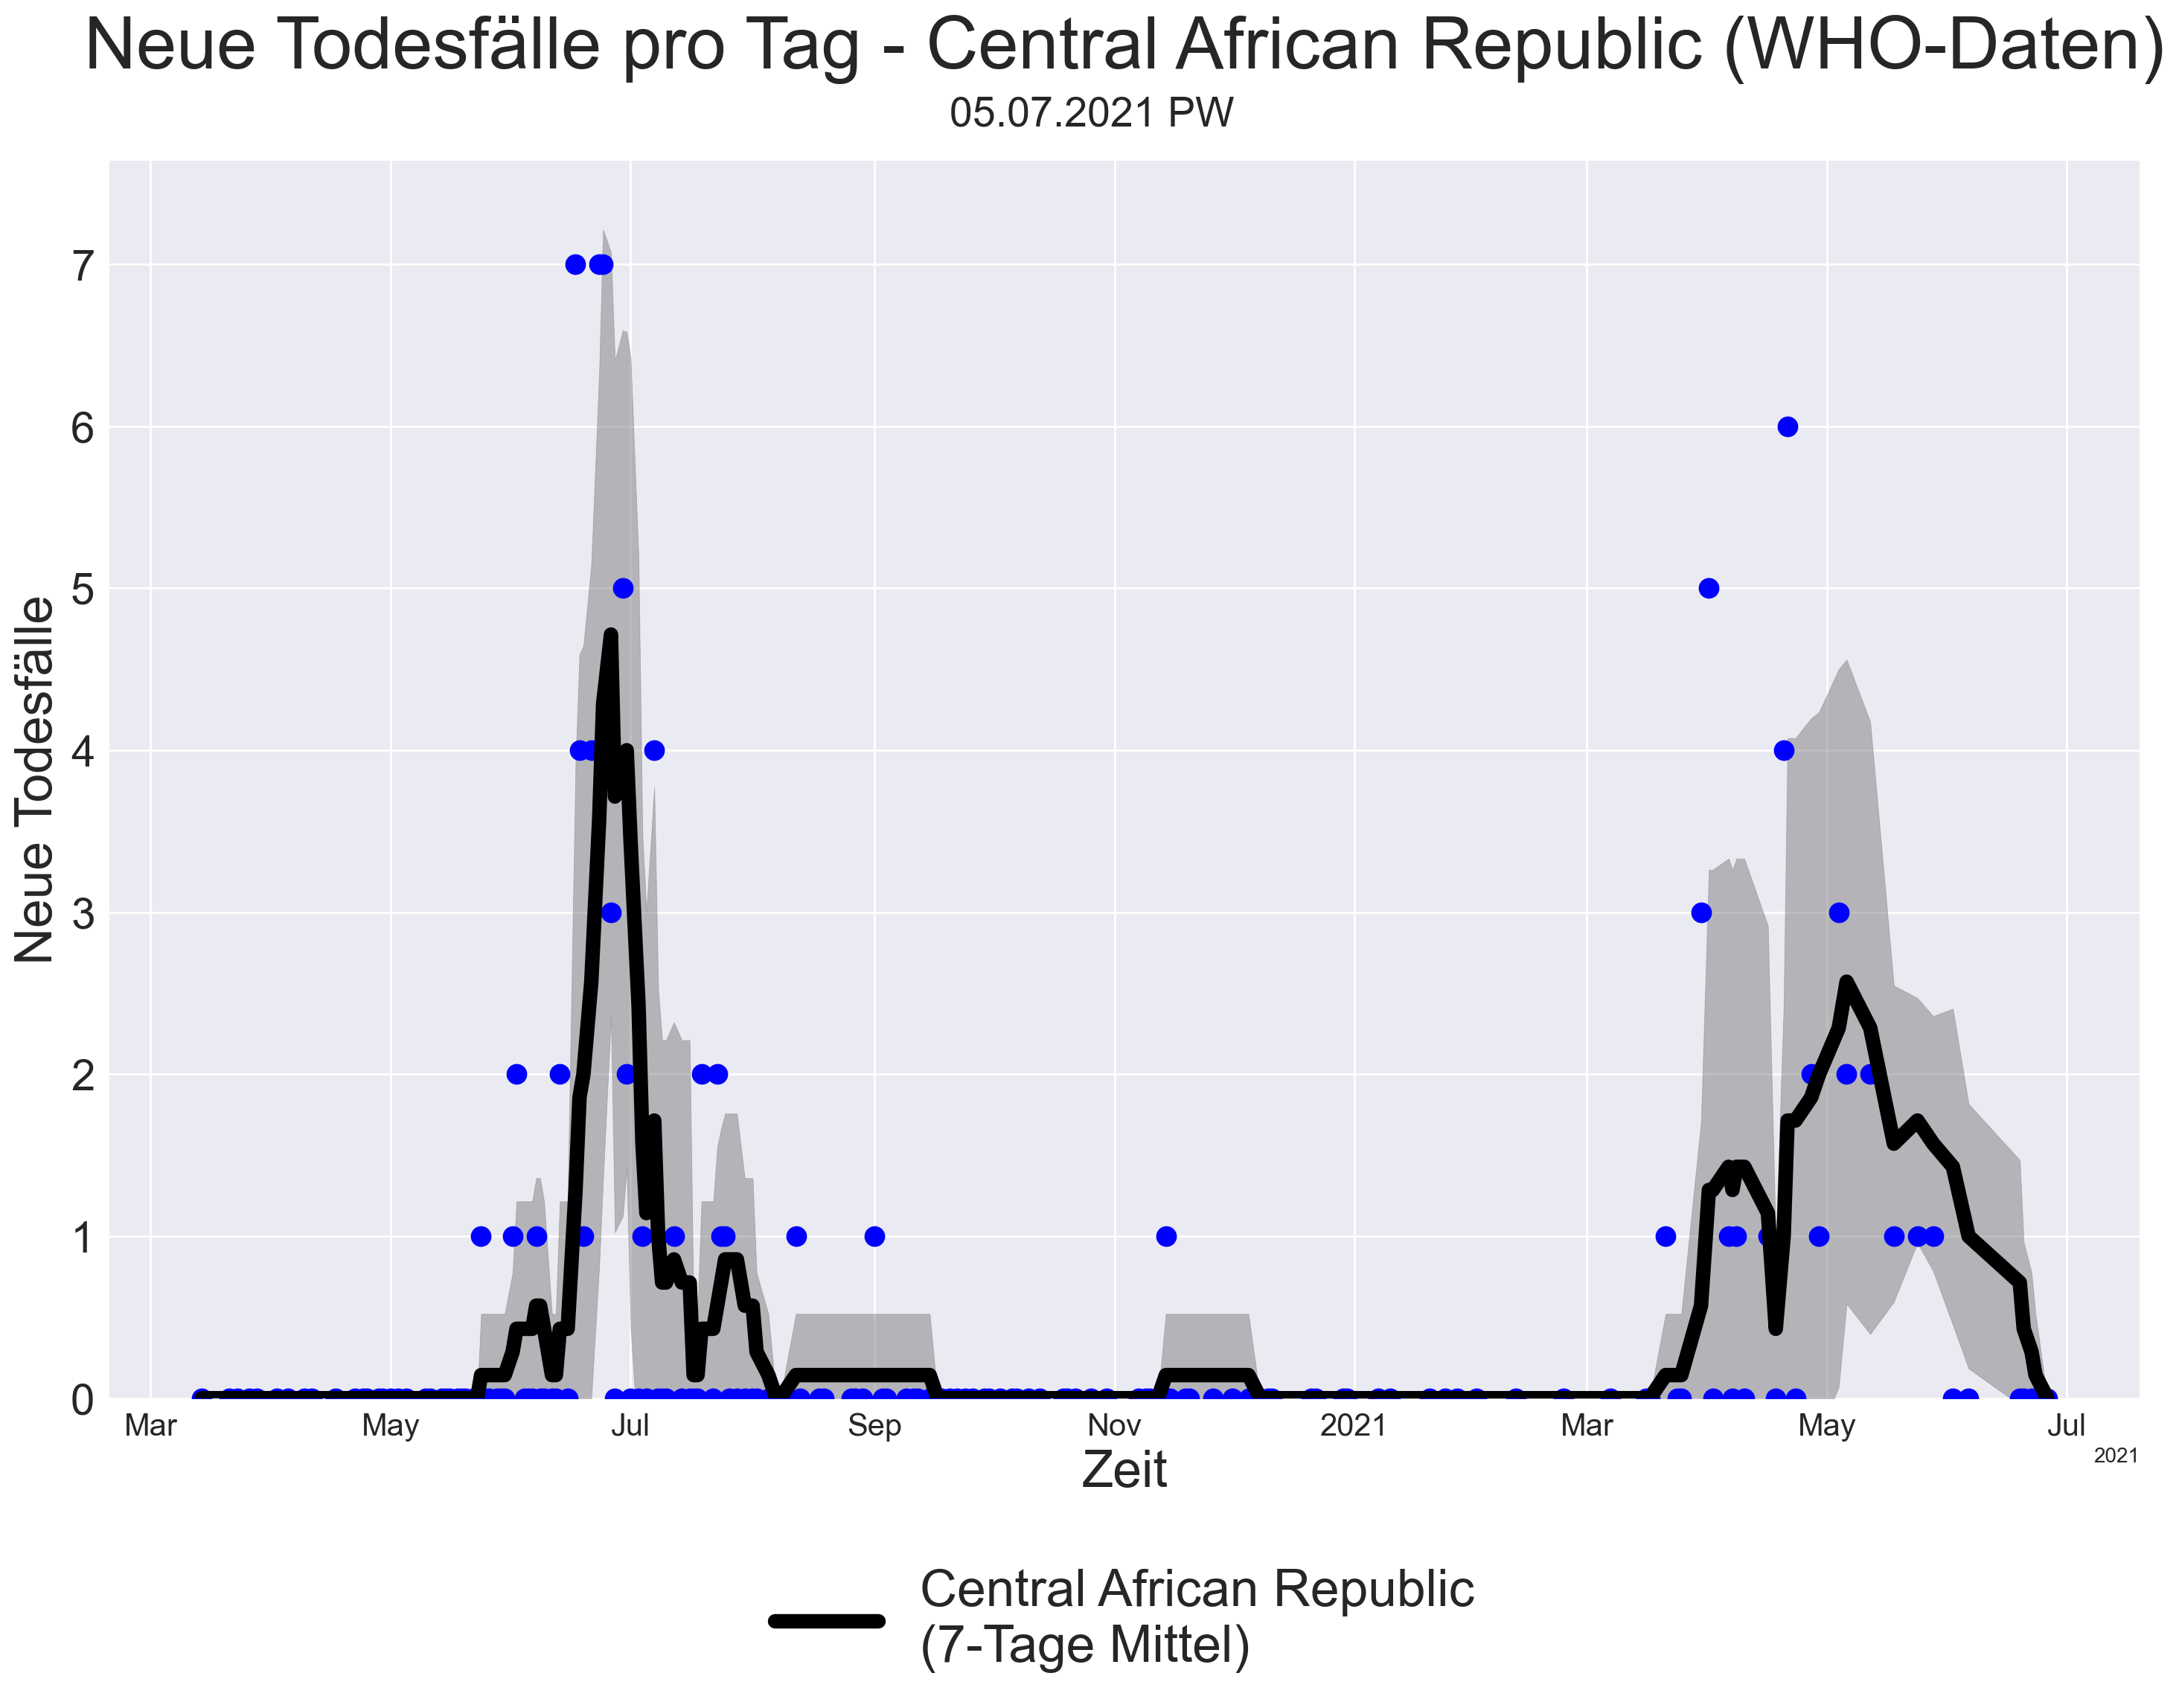 Neue Todesfälle pro Tag - Central African Republic (WHO-Daten)
05.07.2021 PW
Neue Todesfälle
7
6
5
4
3
2
1
0
Mar May Jul Sep Nov 2021 Mar May Jul
2021
Zeit
Central African Republic
(7-Tage Mittel)